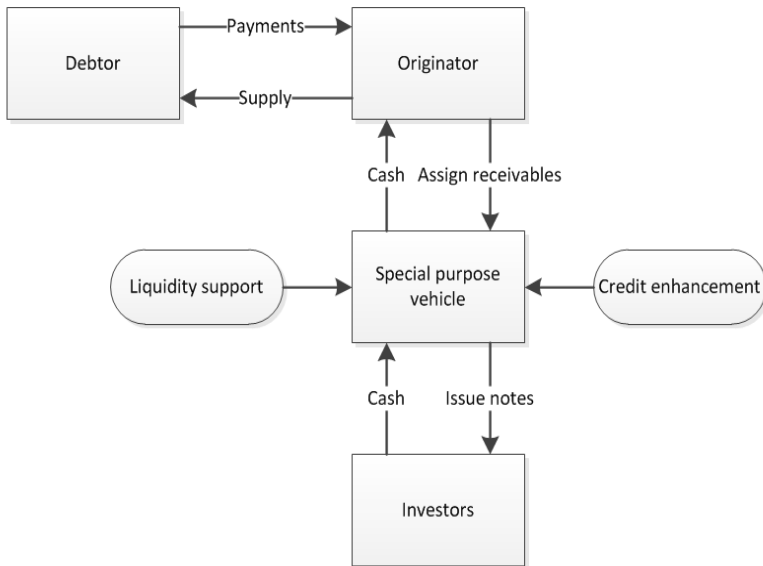 Payments
Debtor
Originator
Supply
Cash
Assign receivables
Liquidity support
Special purpose
vehicle
Credit enhancement
Cash
Issue notes
Investors